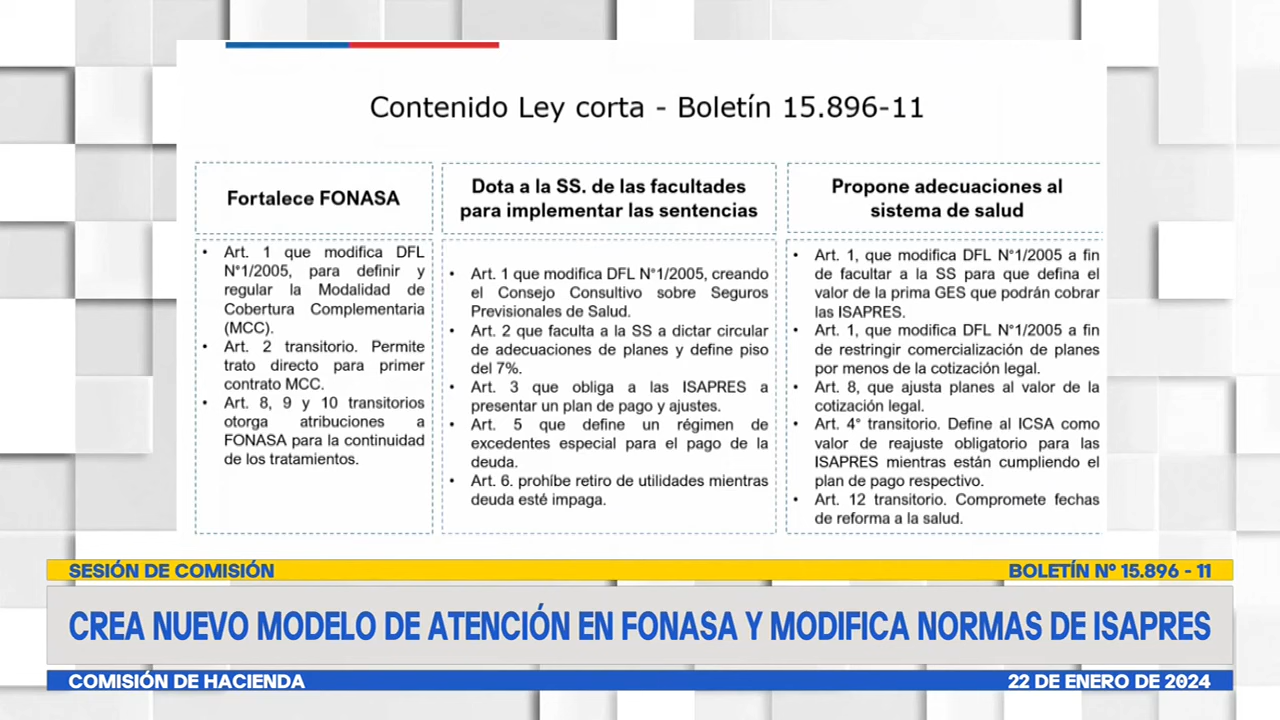 Contenido Ley corta - Boletín 15.896-11
Fortalece FONASA
• Art. 1 que modifica DFL
N°1/2005, para definir y
regular la Modalidad de
Cobertura Complementaria
(MCC).
• Art. 2 transitorio. Permite
trato directo para primer
contrato MCC.
• Art. 8, 9 y 10 transitorios
otorga atribuciones a
FONASA para la continuidad
de los tratamientos.
Dota a la SS. de las facultades
para implementar las sentencias
• Art. 1 que modifica DFL N°1/2005, creando
el Consejo Consultivo sobre Seguros
Previsionales de Salud.
• Art. 2 que faculta a la SS a dictar circular
de adecuaciones de planes y define piso
del 7%.
• Art. 3 que obliga a las ISAPRES a
presentar un plan de pago y ajustes.
• Art. 5 que define un régimen de
excedentes especial para el pago de la
deuda.
• Art. 6. prohíbe retiro de utilidades mientras
deuda esté impaga.
Propone adecuaciones al
sistema de salud
• Art. 1, que modifica DFL N°1/2005 a fin
de facultar a la SS para que defina el
valor de la prima GES que podrán cobrar
las ISAPRES.
• Art. 1, que modifica DFL N°1/2005 a fin
de restringir comercialización de planes
por menos de la cotización legal.
• Art. 8, que ajusta planes al valor de la
cotización legal.
• Art. 4° transitorio. Define al ICSA como
valor de reajuste obligatorio para las
ISAPRES mientras están cumpliendo el
plan de pago respectivo.
• Art. 12 transitorio. Compromete fechas
de reforma a la salud.
SESIÓN DE COMISIÓN
BOLETÍN N° 15.896 - 11
CREA NUEVO MODELO DE ATENCIÓN EN FONASA Y MODIFICA NORMAS DE ISAPRES
COMISIÓN DE HACIENDA
22 DE ENERO DE 2024